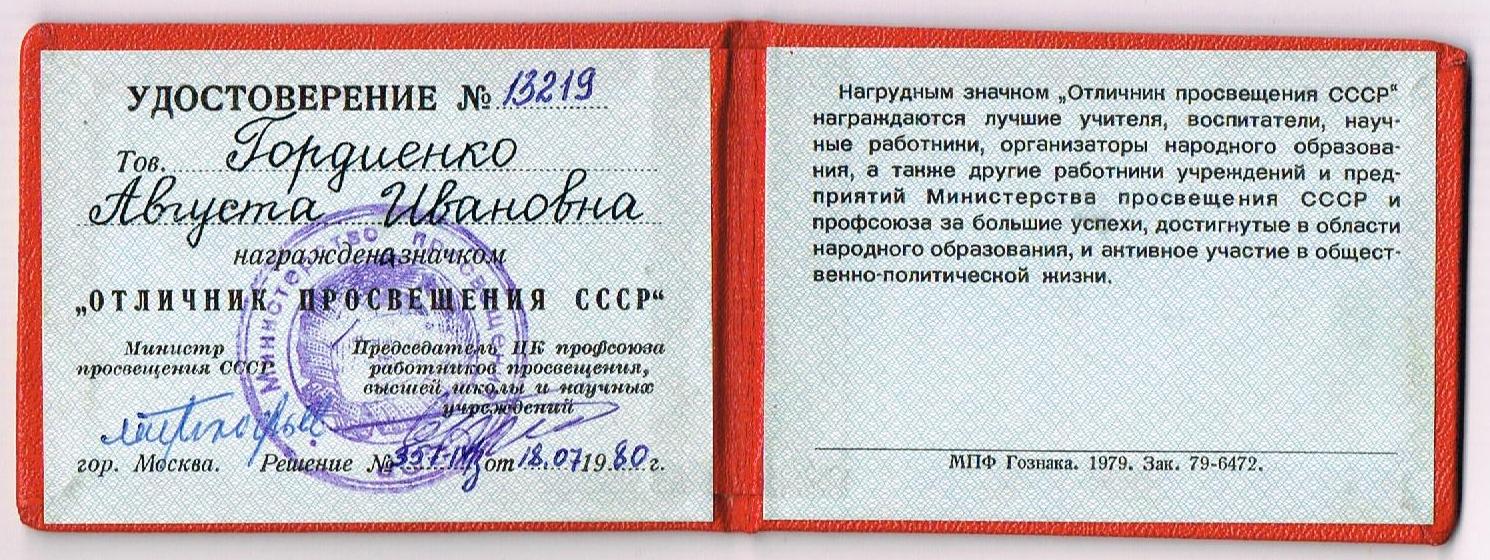 УДОСТОВЕРЕНИЕ № 13219
Тов. Гордиенко
Августа Ивановна
награждена значком
„ОТЛИЧНИК ПРОСВЕЩЕНИЯ СССР“
Министр
просвещения СССР
Председатель ЦК профсоюза
работников просвещения,
высшей школы и научных
учреждений
гор. Москва. Решение № от 18.07 1980 г.
Министерство просвещения
Нагрудным значком „Отличник просвещения СССР“
награждаются лучшие учителя, воспитатели, науч-
ные работники, организаторы народного образова-
ния, а также другие работники учреждений и пред-
приятий Министерства просвещения СССР и
профсоюза за большие успехи, достигнутые в области
народного образования, и активное участие в общест-
венно-политической жизни.
МПФ Гознака. 1979. Зак. 79-6472.